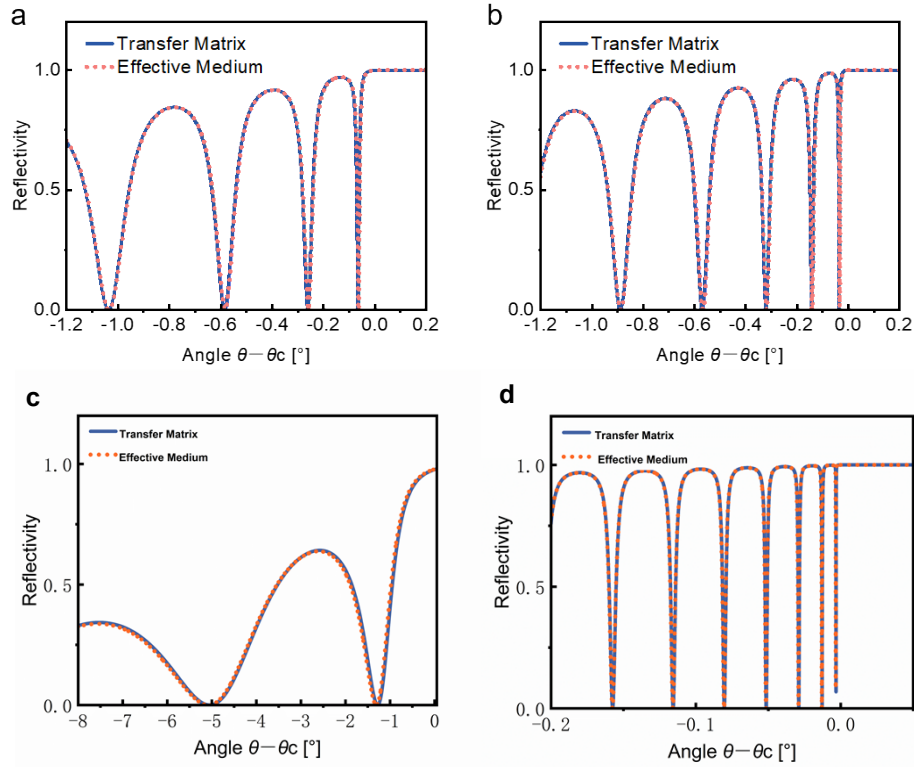 a
Transfer Matrix
Effective Medium
1.0
0.5
0.0
Reflectivity
-1.2 -1.0 -0.8 -0.6 -0.4 -0.2 0.0 0.2
Angle θ−θc [°]
b
Transfer Matrix
Effective Medium
1.0
0.5
0.0
Reflectivity
-1.2 -1.0 -0.8 -0.6 -0.4 -0.2 0.0 0.2
Angle θ−θc [°]
c
Transfer Matrix
Effective Medium
1.0
0.5
0.0
Reflectivity
-8 -7 -6 -5 -4 -3 -2 -1 0
Angle θ−θc [°]
d
Transfer Matrix
Effective Medium
1.0
0.5
0.0
Reflectivity
-0.2 -0.1 0.0
Angle θ−θc [°]